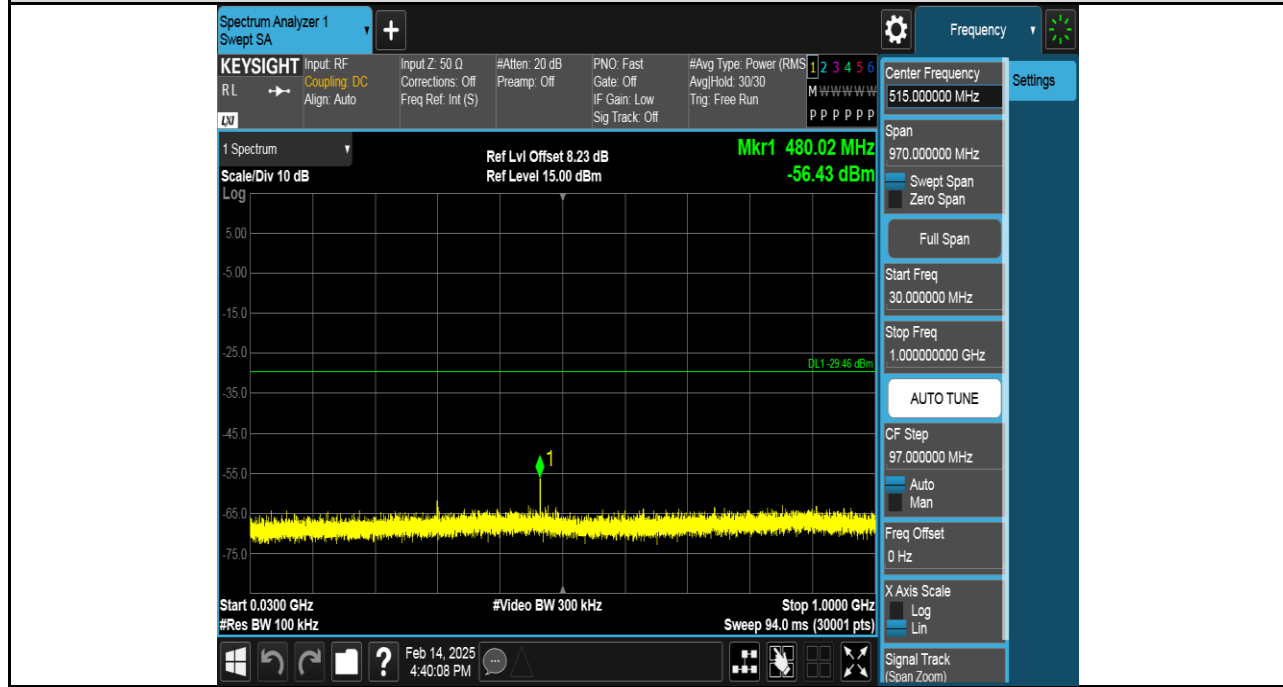 Spectrum Analyzer 1
Swept SA
+
Frequency
KEYSIGHT
RL
LXI
Input: RF
Coupling: DC
Align: Auto
Input Z: 50 Ω
Corrections: Off
Freq Ref: Int (S)
#Atten: 20 dB
Preamp: Off
PNO: Fast
Gate: Off
IF Gain: Low
Sig Track: Off
#Avg Type: Power (RMS
Avg|Hold: 30/30
Trig: Free Run
1 2 3 4 5 6
M W W W W W
P P P P P P
Center Frequency
515.000000 MHz
Settings
1 Spectrum
Scale/Div 10 dB
Log
Ref Lvl Offset 8.23 dB
Ref Level 15.00 dBm
Mkr1 480.02 MHz
-56.43 dBm
5.00
-5.00
-15.0
-25.0
-35.0
-45.0
-55.0
-65.0
-75.0
DL1 -29.46 dBm
1
Start 0.0300 GHz
#Res BW 100 kHz
#Video BW 300 kHz
Stop 1.0000 GHz
Sweep 94.0 ms (30001 pts)
Span
970.000000 MHz
Swept Span
Zero Span
Full Span
Start Freq
30.000000 MHz
Stop Freq
1.000000000 GHz
AUTO TUNE
CF Step
97.000000 MHz
Auto
Man
Freq Offset
0 Hz
X Axis Scale
Log
Lin
Signal Track
(Span Zoom)
?
Feb 14, 2025
4:40:08 PM